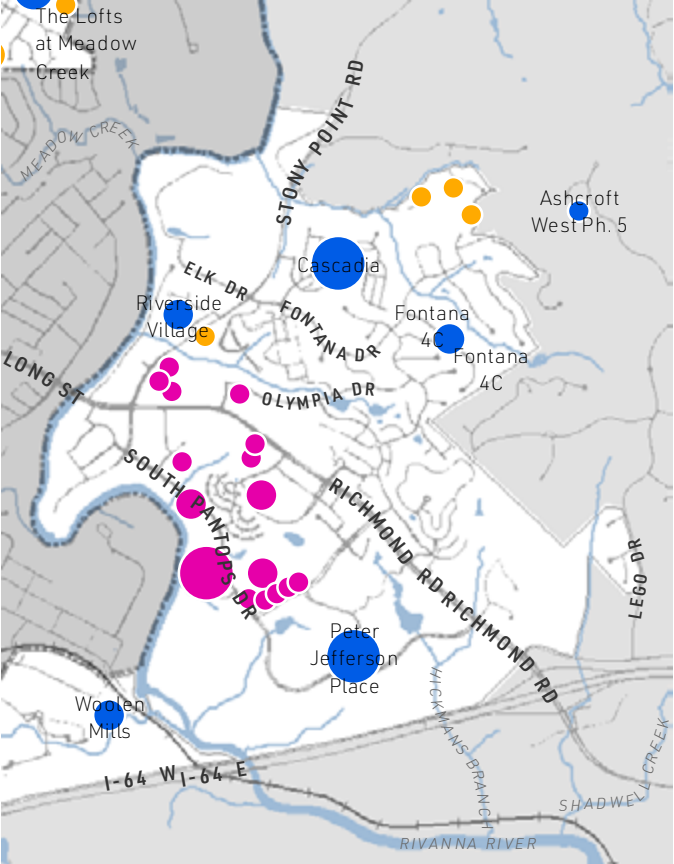 The Lofts
at Meadow
Creek
MEADOW CREEK
STONY POINT RD
Ashcroft
West Ph. 5
Cascadia
ELK DR
Riverside
Village
FONTANA DR
Fontana
4C
Fontana
4C
LONG ST
OLYMPIA DR
SOUTH PANTOPS DR
RICHMOND RD
RICHMOND RD
LEGO DR
Peter
Jefferson
Place
HICKMANS BRANCH
Woolen
Mills
I-64 W
I-64 E
SHADWELL CREEK
RIVANNA RIVER